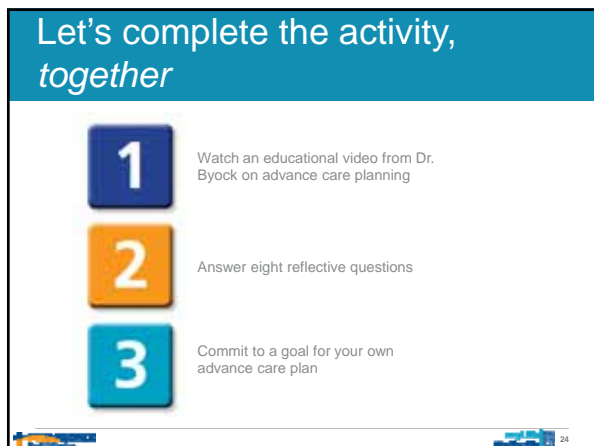 Let's complete the activity,
together
1
Watch an educational video from Dr.
Byock on advance care planning
2
Answer eight reflective questions
3
Commit to a goal for your own
advance care plan
24